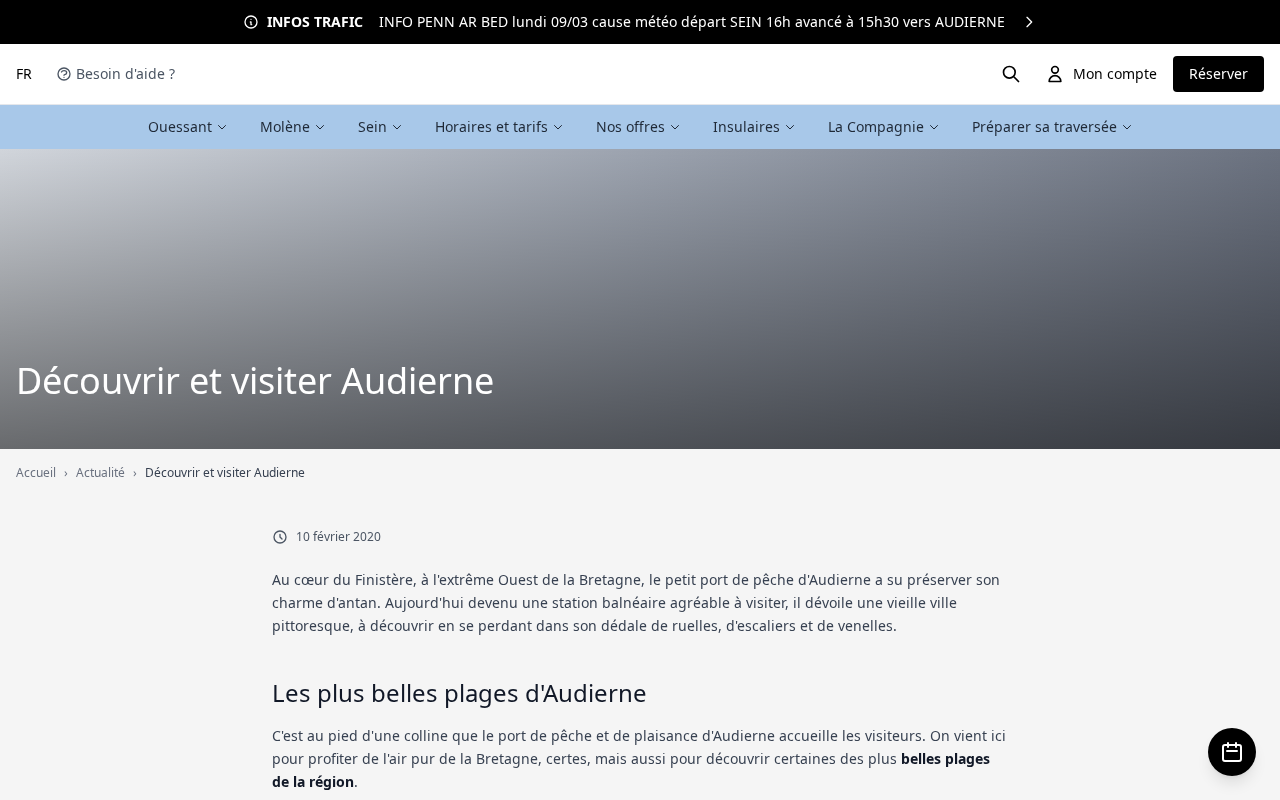 INFOS TRAFIC INFO PENN AR BED lundi 09/03 cause météo départ SEIN 16h avancé à 15h30 vers AUDIERNE
FR Besoin d'aide ? Mon compte Réserver
Ouessant Molène Sein Horaires et tarifs Nos offres Insulaires La Compagnie Préparer sa traversée
Découvrir et visiter Audierne
Accueil › Actualité › Découvrir et visiter Audierne
10 février 2020
Au cœur du Finistère, à l'extrême Ouest de la Bretagne, le petit port de pêche d'Audierne a su préserver son
charme d'antan. Aujourd'hui devenu une station balnéaire agréable à visiter, il dévoile une vieille ville
pittoresque, à découvrir en se perdant dans son dédale de ruelles, d'escaliers et de venelles.
Les plus belles plages d'Audierne
C'est au pied d'une colline que le port de pêche et de plaisance d'Audierne accueille les visiteurs. On vient ici
pour profiter de l'air pur de la Bretagne, certes, mais aussi pour découvrir certaines des plus belles plages
de la région.